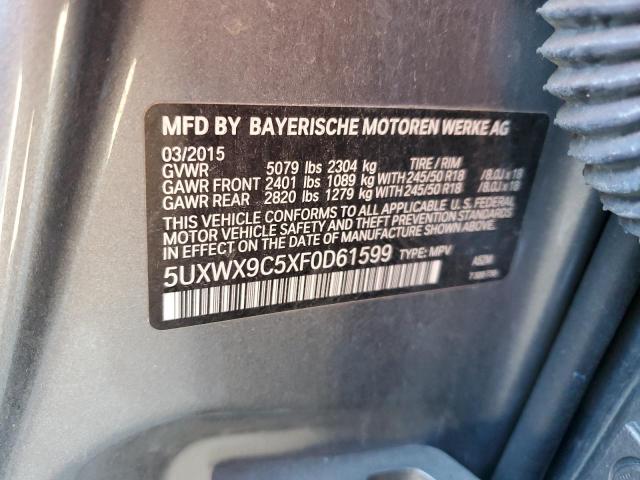 MFD BY BAYERISCHE MOTOREN WERKE AG
03/2015
GVWR 5079 lbs 2304 kg TIRE / RIM
GAWR FRONT 2401 lbs 1089 kg WITH 245/50 R18 / 8.0J x 18
GAWR REAR 2820 lbs 1279 kg WITH 245/50 R18 / 8.0J x 18
THIS VEHICLE CONFORMS TO ALL APPLICABLE U.S. FEDERAL
MOTOR VEHICLE SAFETY AND THEFT PREVENTION STANDARDS
IN EFFECT ON THE DATE OF MANUFACTURE SHOWN ABOVE.
5UXWX9C5XF0D61599 TYPE: MPV